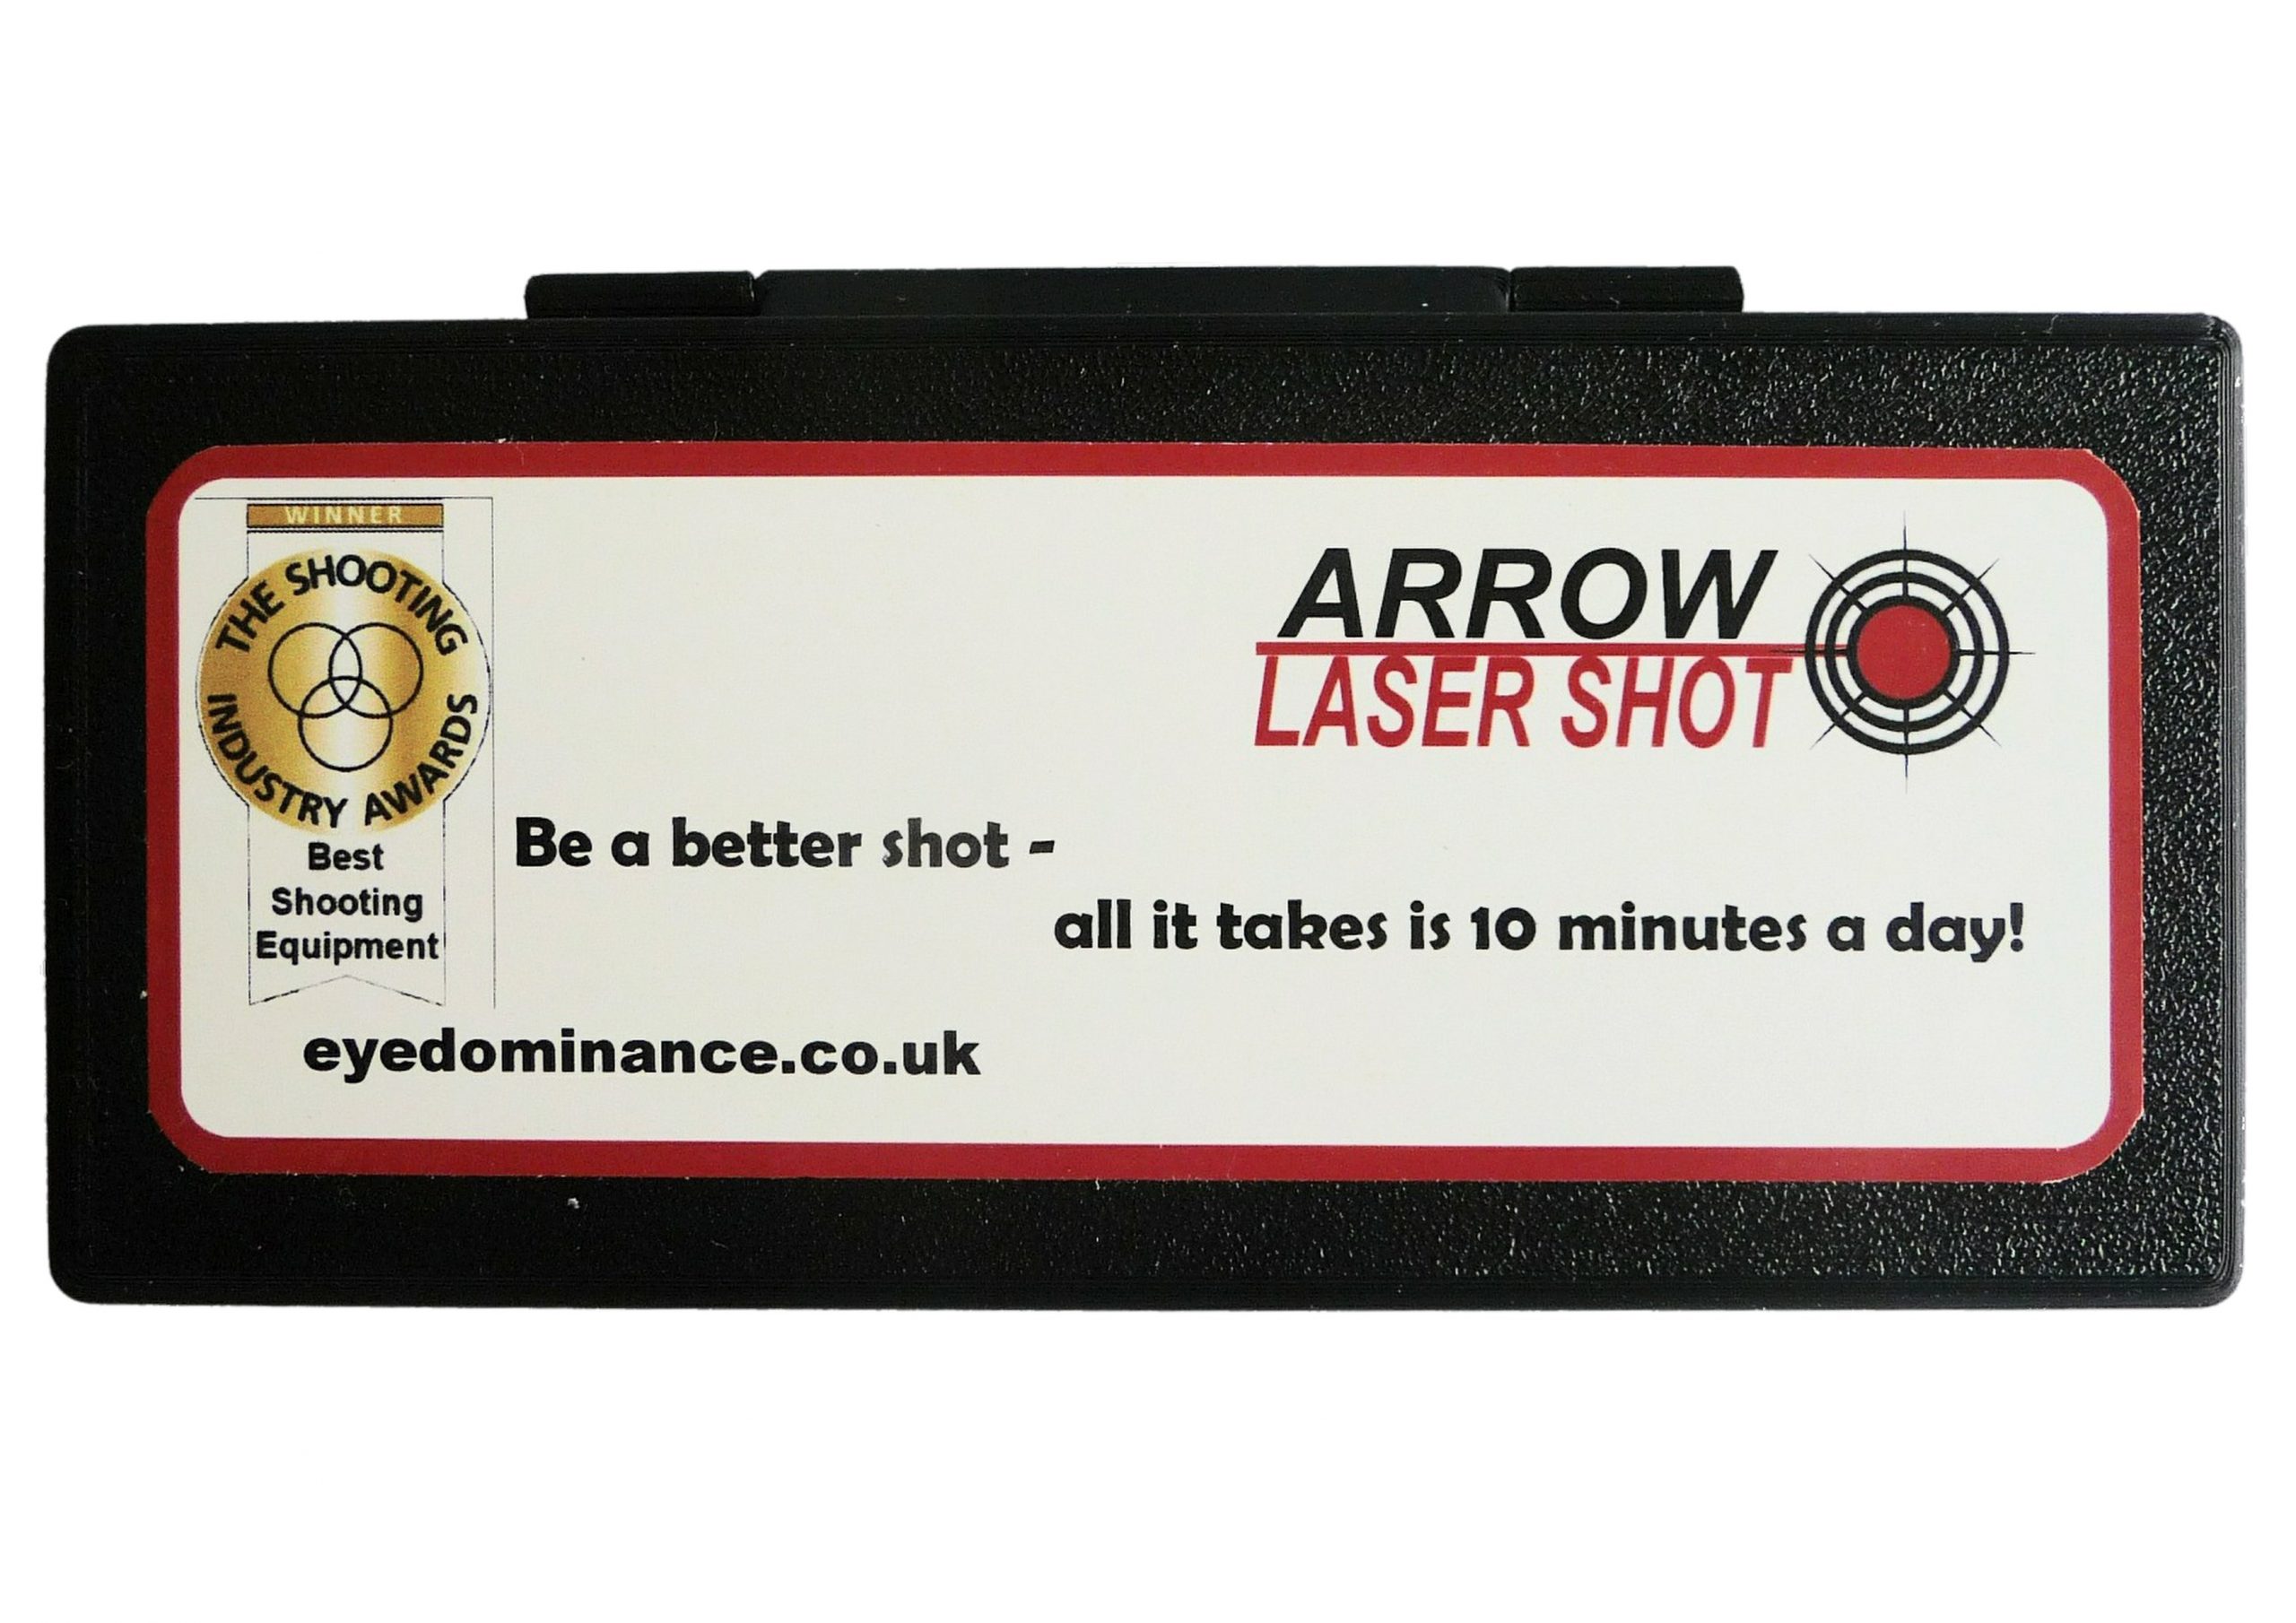 WINNER
THE SHOOTING
INDUSTRY AWARDS
Best
Shooting
Equipment
ARROW
LASER SHOT
Be a better shot -
all it takes is 10 minutes a day!
eyedominance.co.uk